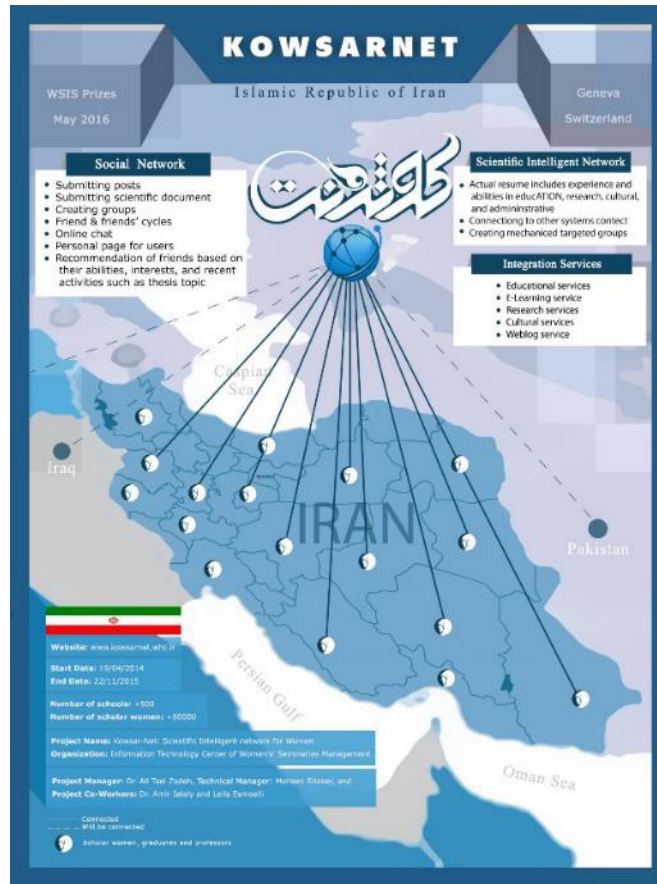 KOWSARNET
Islamic Republic of Iran
WSIS Prizes
May 2016
Geneva
Switzerland
Social Network
• Submitting posts
• Submitting scientific document
• Creating groups
• Friend & friends' cycles
• Online chat
• Personal page for users
• Recommendation of friends based on
their abilities, interests, and recent
activities such as thesis topic
کوثرنت
Scientific Intelligent Network
• Actual resume includes experience and
abilities in educATION, research, cultural,
and admininstrative
• Connectiong to other systems contect
• Creating mechaniced targeted groups
Integration Services
• Educational services
• E-Learning service
• Research services
• Cultural services
• Weblog service
Caspian
Sea
Iraq
IRAN
Pakistan
Persian Gulf
Oman Sea
Website: www.kowsarnet.whc.ir
Start Date: 19/04/2014
End Date: 22/11/2015
Number of schools: +500
Number of scholar women: +60000
Project Name: Kowsar-Net: Scientific Intelligent network for Women
Organization: Information Technology Center of Women's' Seminaries Management
Project Manager: Dr. Ali Taei Zadeh, Technical Manager: Shaker, and
Project Co-Workers: Dr. Amir Jalaly and Leila Esmaeili
Connected
Will be connected
Scholar women, graduates and professors